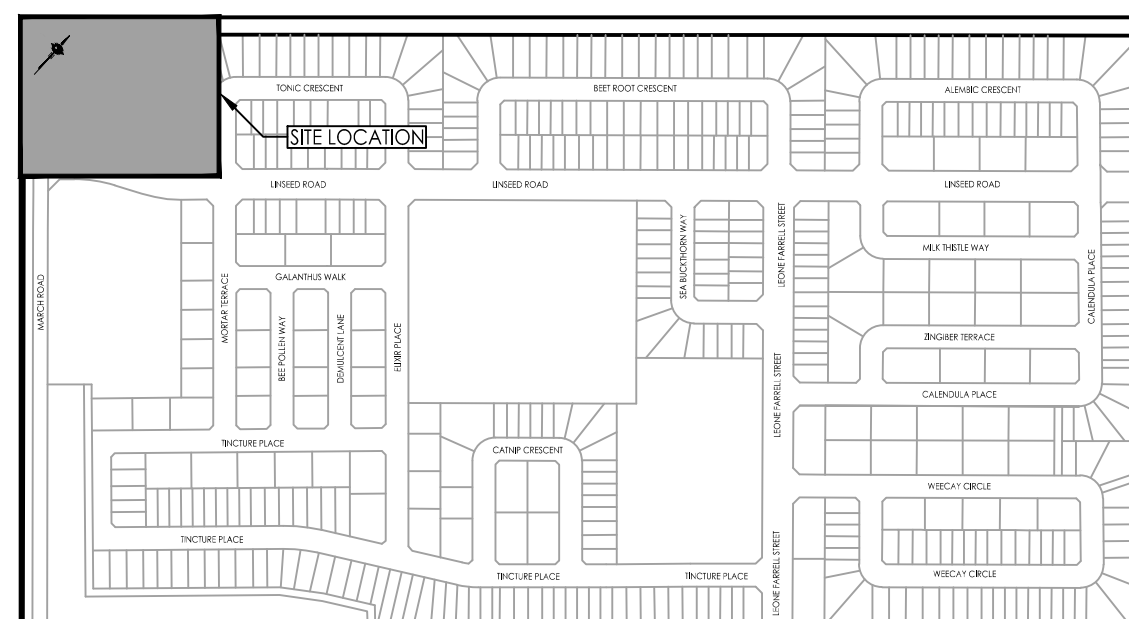 TONIC CRESCENT
BEET ROOT CRESCENT
ALEMBIC CRESCENT
SITE LOCATION
LINSEED ROAD
LINSEED ROAD
LINSEED ROAD
SEA BUCKTHORN WAY
LEONE FARRELL STREET
MILK THISTLE WAY
GALANTHUS WALK
MARCH ROAD
MORTAR TERRACE
CALENDULA PLACE
BEE POLLEN WAY
DEMULCENT LANE
ELIXIR PLACE
ZINGIBER TERRACE
LEONE FARRELL STREET
CALENDULA PLACE
TINCTURE PLACE
CATNIP CRESCENT
WEECAY CIRCLE
TINCTURE PLACE
TINCTURE PLACE
TINCTURE PLACE
LEONE FARRELL STREET
WEECAY CIRCLE